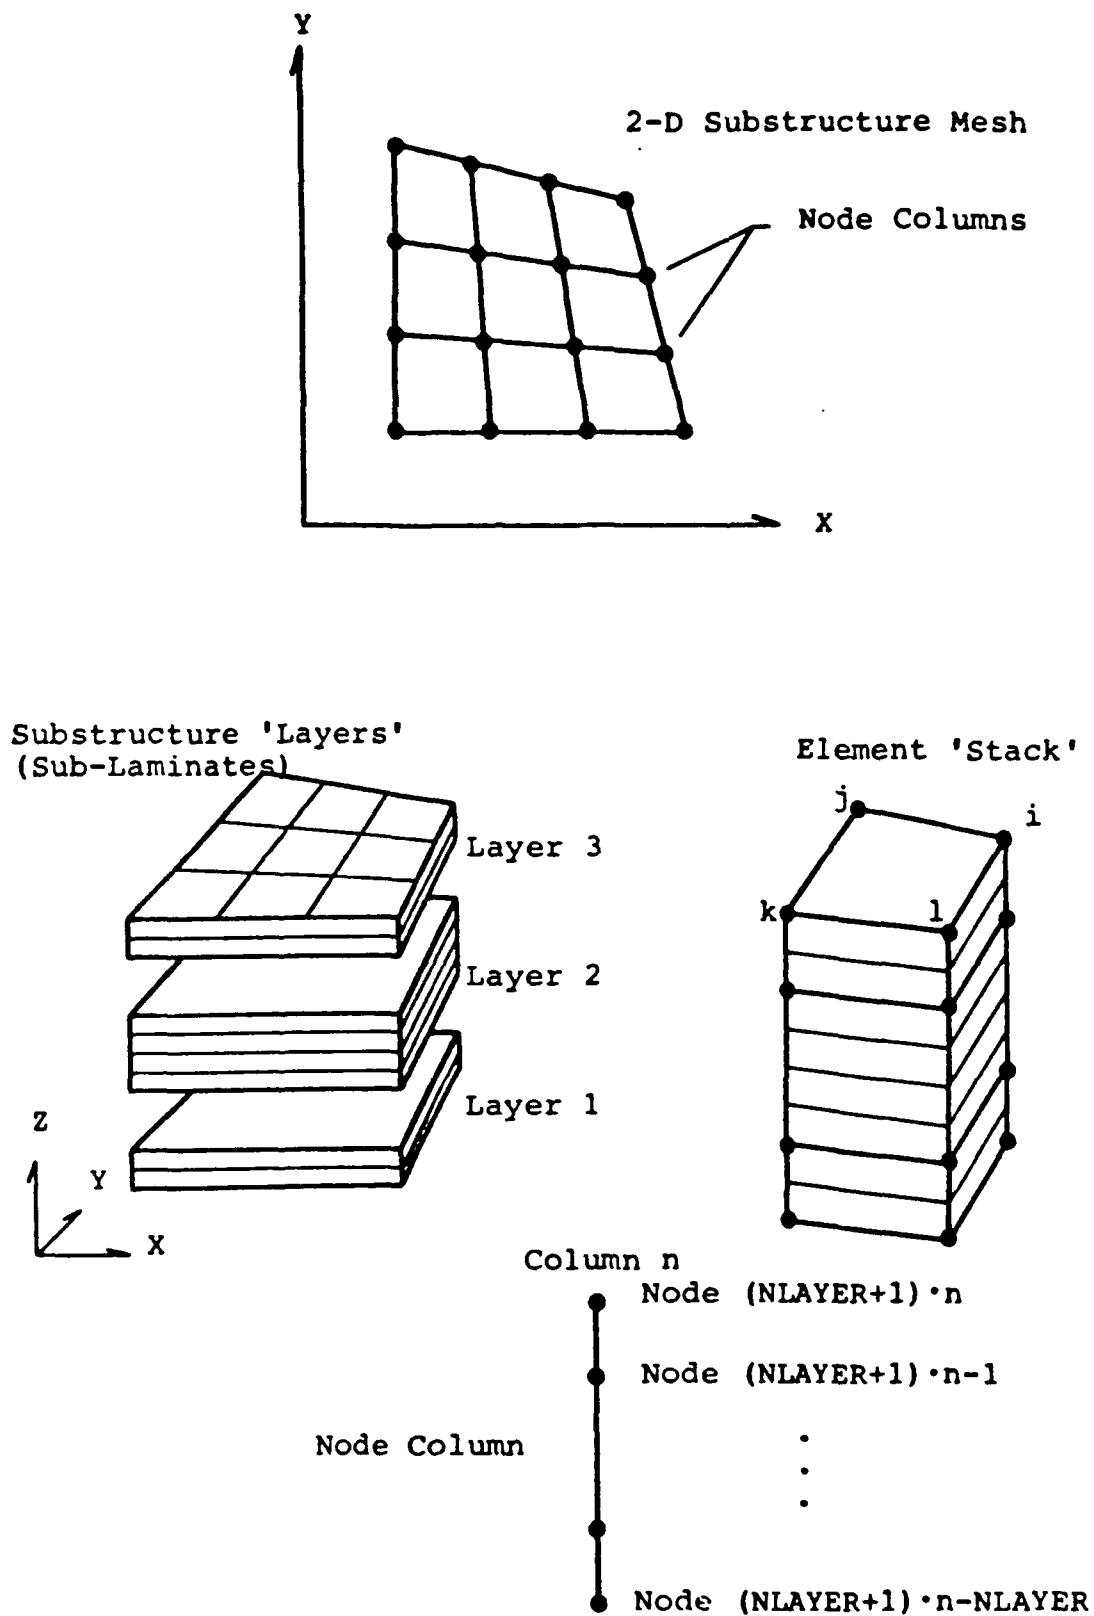 Y
2-D Substructure Mesh
Node Columns
X
Substructure 'Layers'
(Sub-Laminates)
Layer 3
Layer 2
Layer 1
Z
Y
X
Element 'Stack'
j
i
k
l
Column n
Node (NLAYER+1)·n
Node (NLAYER+1)·n-1
Node Column
.
.
.
Node (NLAYER+1)·n-NLAYER